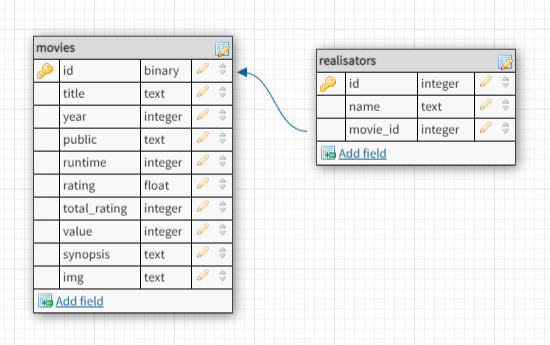 movies
id binary
title text
year integer
public text
runtime integer
rating float
total_rating integer
value integer
synopsis text
img text
Add field
realisators
id integer
name text
movie_id integer
Add field